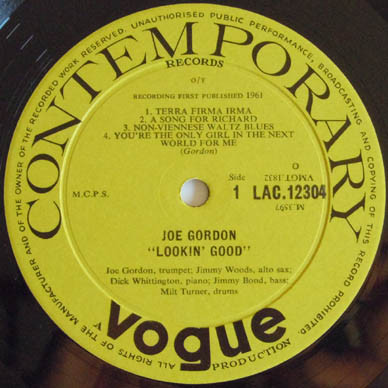 ALL RIGHTS OF THE MANUFACTURER AND OF THE OWNER OF THE RECORDED WORK RESERVED. UNAUTHORISED PUBLIC PERFORMANCE, BROADCASTING AND COPYING OF THIS RECORD PROHIBITED.
CONTEMPORARY
RECORDS
O/T
RECORDING FIRST PUBLISHED 1961
1. TERRA FIRMA IRMA.
2. A SONG FOR RICHARD
3. NON-VIENNESE WALTZ BLUES
4. YOU'RE THE ONLY GIRL IN THE NEXT
WORLD FOR ME
(Gordon)
O
VMGT.1832
M.C.P.S.
Side
1 LAC.12304
M.3597
JOE GORDON
"LOOKIN' GOOD"
Joe Gordon, trumpet; Jimmy Woods, alto sax;
Dick Whittington, piano; Jimmy Bond, bass;
Milt Turner, drums
A
vogue
PRODUCTION